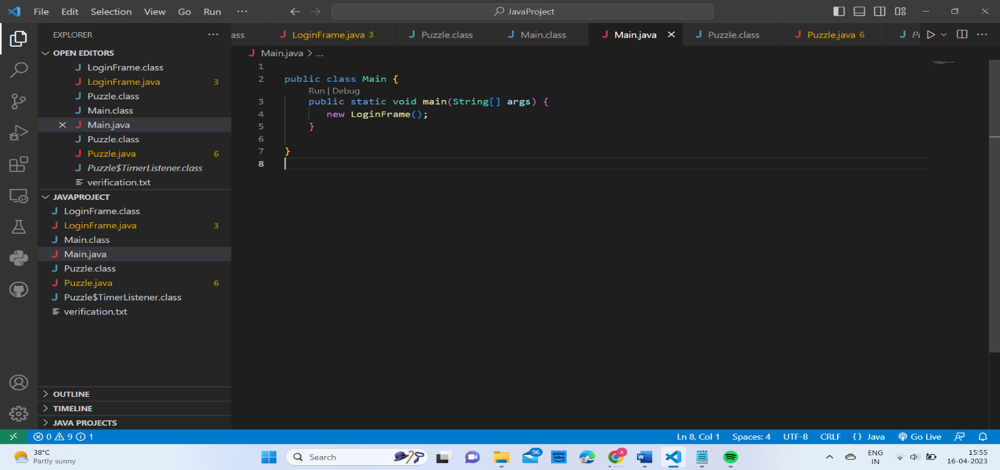 File Edit Selection View Go Run ··· JavaProject
EXPLORER ···
ass LoginFrame.java 3 Puzzle.class Main.class Main.java Puzzle.class Puzzle.java 6 ···
Main.java > ...
OPEN EDITORS
LoginFrame.class
LoginFrame.java 3
Puzzle.class
Main.class
Main.java
Puzzle.class
Puzzle.java 6
Puzzle$TimerListener.class
verification.txt
JAVAPROJECT
LoginFrame.class
LoginFrame.java 3
Main.class
Main.java
Puzzle.class
Puzzle.java 6
Puzzle$TimerListener.class
verification.txt
OUTLINE
TIMELINE
JAVA PROJECTS
1
2 public class Main {
Run | Debug
3 public static void main(String[] args) {
4 new LoginFrame();
5 }
6
7 }
8
0 9 1 Ln 8, Col 1 Spaces: 4 UTF-8 CRLF {} Java Go Live
38°C
Partly sunny
Search
96
prime video
A
ENG
IN
15:55
16-04-2023